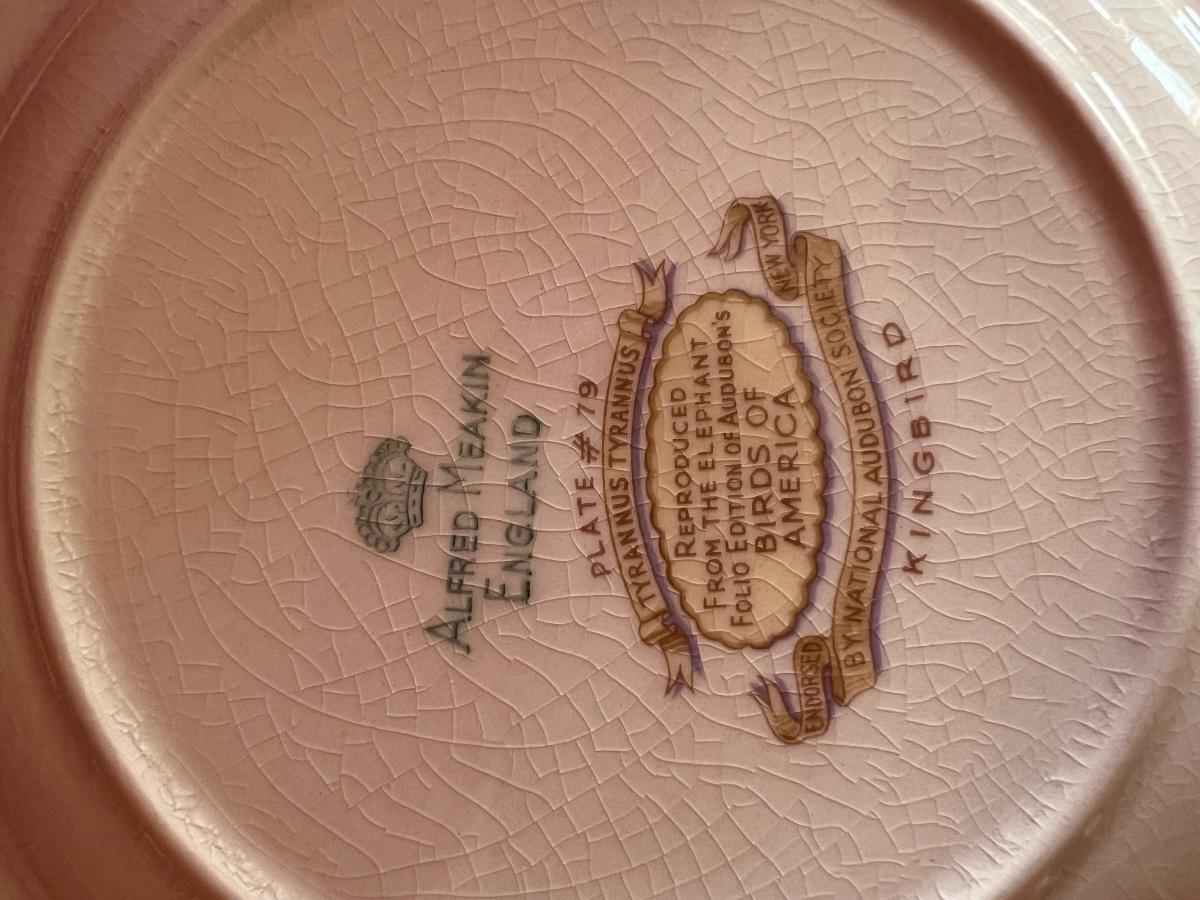 ALFRED MEAKIN
ENGLAND
PLATE # 79
TYRANNUS TYRANNUS
REPRODUCED
FROM THE ELEPHANT
FOLIO EDITION OF AUDUBON'S
BIRDS OF
AMERICA
ENDORSED
BY NATIONAL AUDUBON SOCIETY
NEW YORK
KINGBIRD